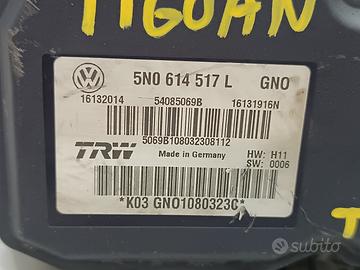 TIGUAN
5N0 614 517 L GNO
16132014 54085069B 16131916N
5069B108032308112
TRW Made in Germany HW: H11
SW: 0006
*K03 GNO1080323C*
subito